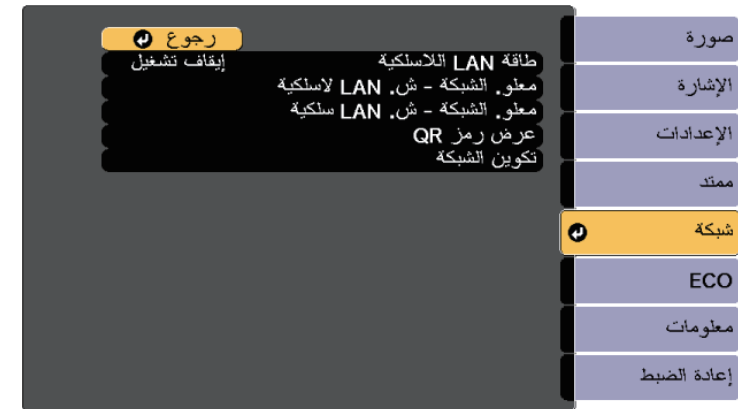 صورة
الإشارة
الإعدادات
ممتد
شبكة
ECO
معلومات
إعادة الضبط
رجوع
طاقة LAN اللاسلكية إيقاف تشغيل
معلو. الشبكة - ش. LAN لاسلكية
معلو. الشبكة - ش. LAN سلكية
عرض رمز QR
تكوين الشبكة